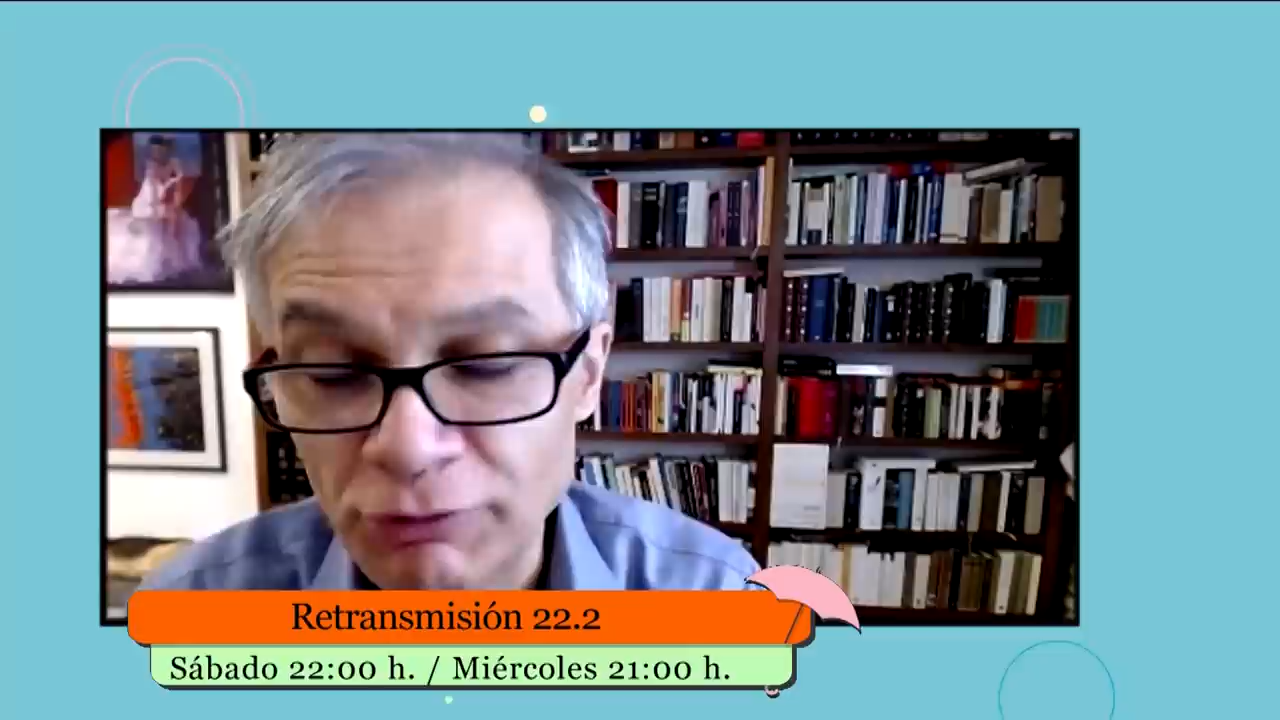 Retransmisión 22.2
Sábado 22:00 h. / Miércoles 21:00 h.